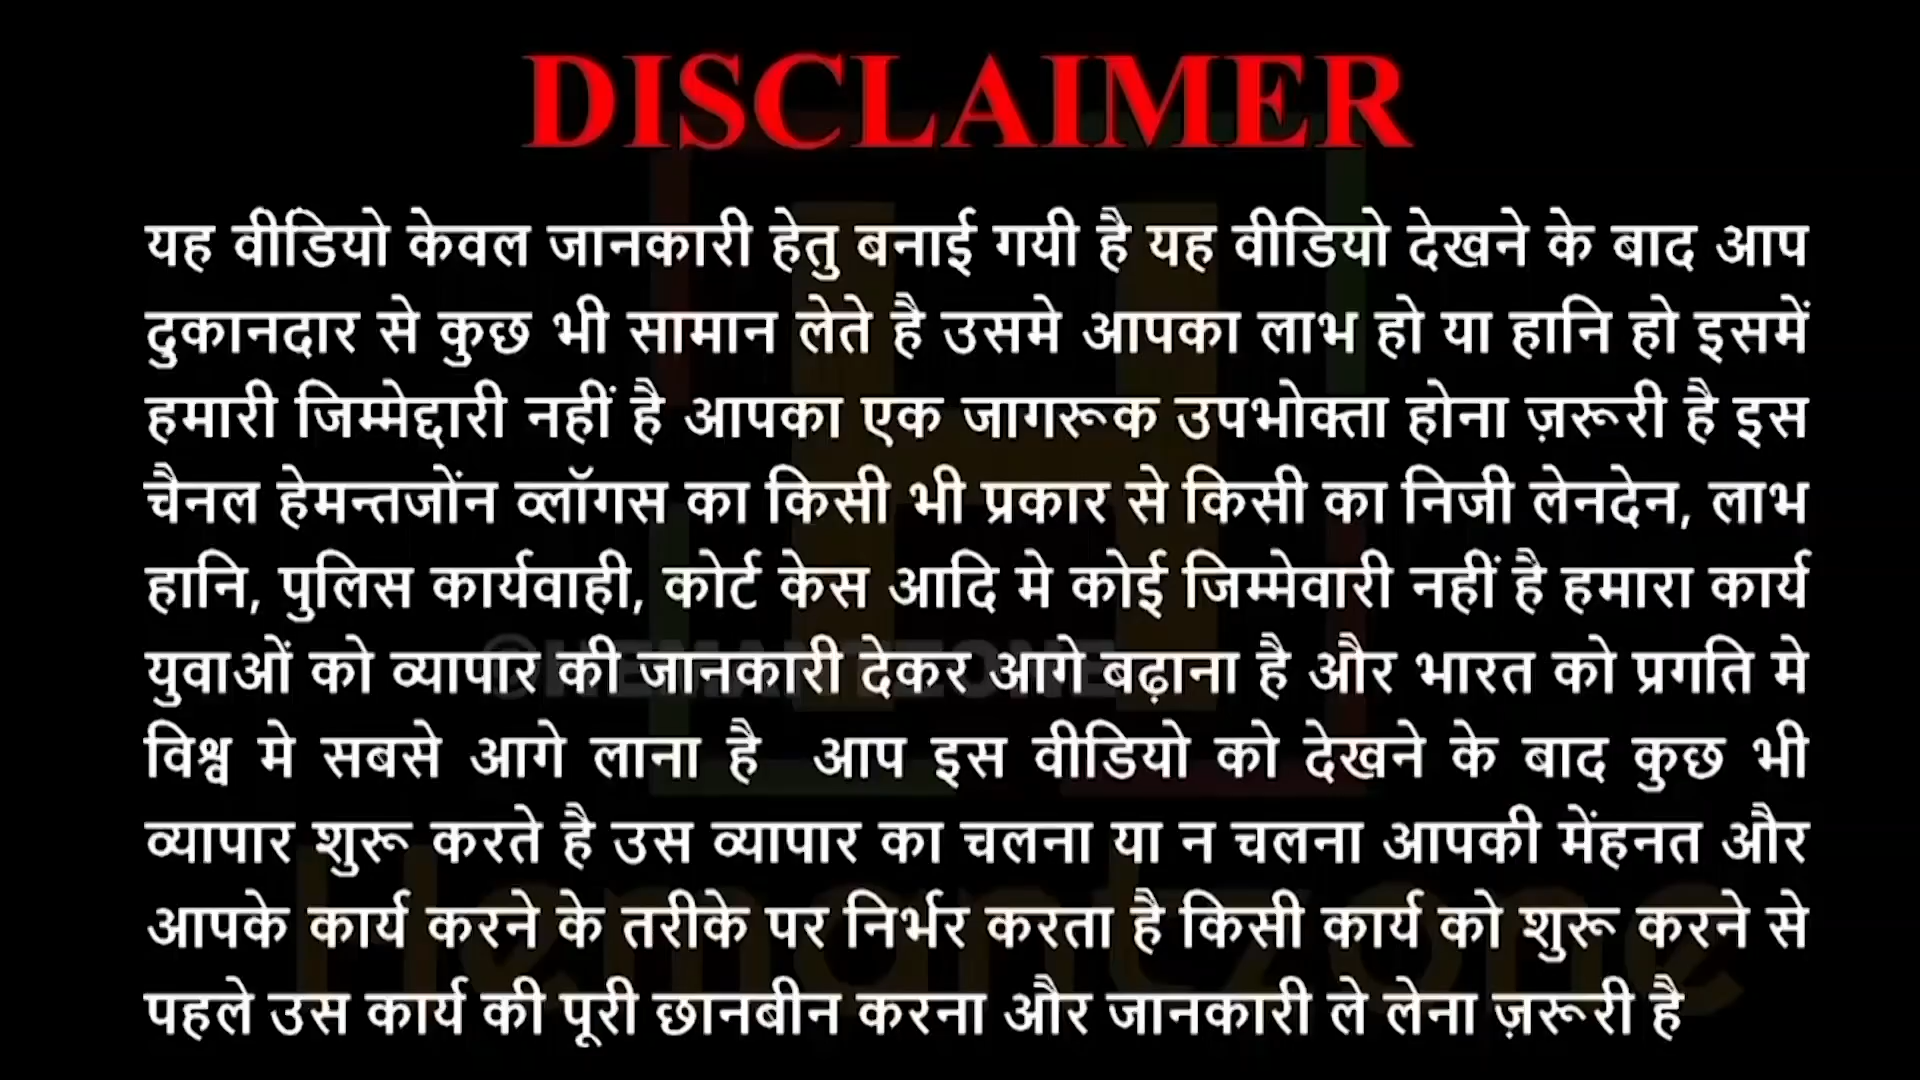 DISCLAIMER
यह वीडियो केवल जानकारी हेतु बनाई गयी है यह वीडियो देखने के बाद आप
दुकानदार से कुछ भी सामान लेते है उसमे आपका लाभ हो या हानि हो इसमें
हमारी जिम्मेद्दारी नहीं है आपका एक जागरूक उपभोक्ता होना ज़रूरी है इस
चैनल हेमन्तजोंन व्लॉगस का किसी भी प्रकार से किसी का निजी लेनदेन, लाभ
हानि, पुलिस कार्यवाही, कोर्ट केस आदि मे कोई जिम्मेवारी नहीं है हमारा कार्य
युवाओं को व्यापार की जानकारी देकर आगे बढ़ाना है और भारत को प्रगति मे
विश्व मे सबसे आगे लाना है आप इस वीडियो को देखने के बाद कुछ भी
व्यापार शुरू करते है उस व्यापार का चलना या न चलना आपकी मेंहनत और
आपके कार्य करने के तरीके पर निर्भर करता है किसी कार्य को शुरू करने से
पहले उस कार्य की पूरी छानबीन करना और जानकारी ले लेना ज़रूरी है
@HEMANTZONE
Hemantzone